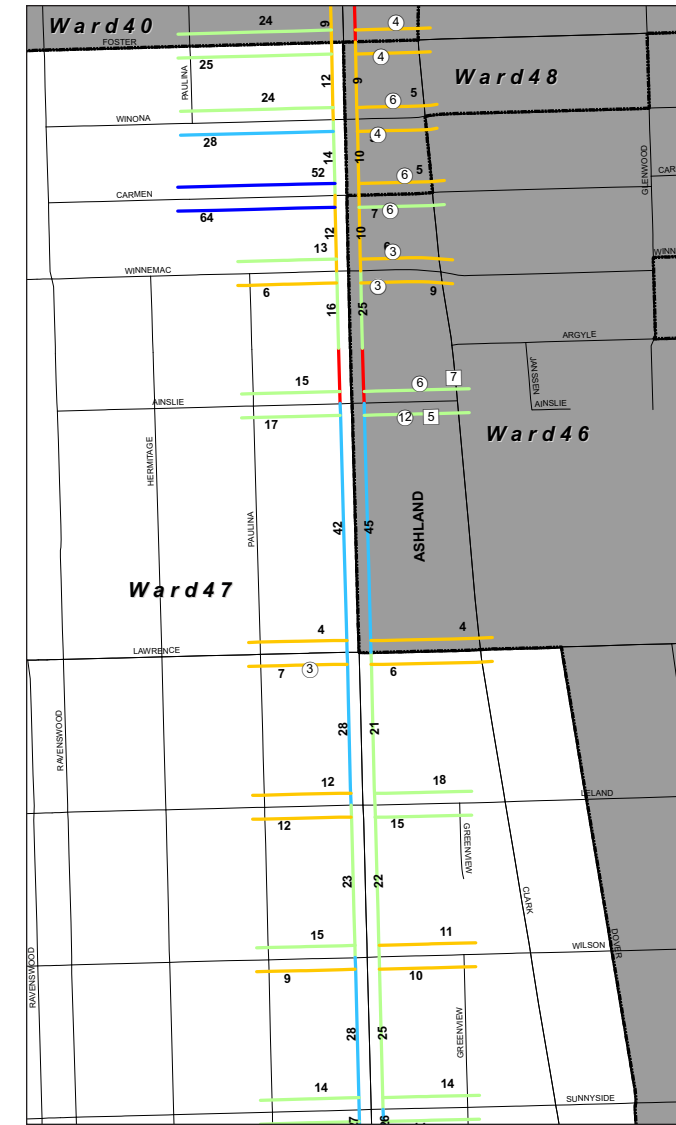 Ward40
24
9
4
FOSTER
4
Ward48
25
PAULINA
12
9
24
6
5
WINONA
28
4
14
10
GLENWOOD
52
6
5
CAR
CARMEN
64
7
6
12
10
13
3
WINN
WINNEMAC
6
3
9
16
25
ARGYLE
15
6
7
JANSSEN
AINSLIE
AINSLIE
17
12
5
Ward46
HERMITAGE
PAULINA
42
45
ASHLAND
Ward47
4
4
LAWRENCE
7
3
6
RAVENSWOOD
28
21
12
18
LELAND
12
15
GREENVIEW
23
22
CLARK
15
11
WILSON
DOVER
9
10
RAVENSWOOD
28
25
GREENVIEW
14
14
SUNNYSIDE
26